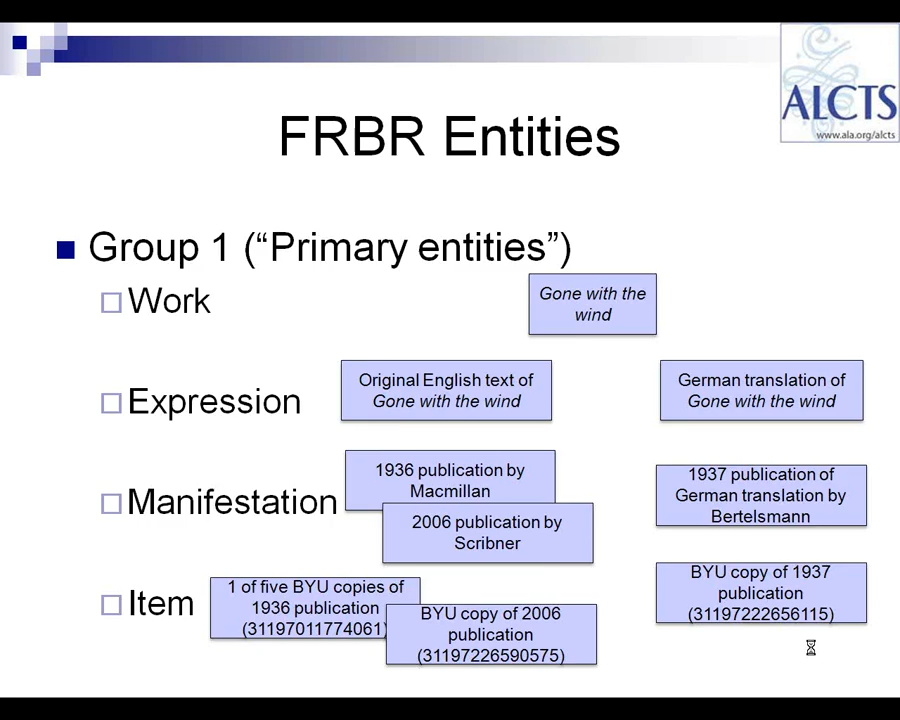 ALCTS
www.ala.org/alcts
FRBR Entities
Group 1 (“Primary entities”)
Work
Gone with the
wind
Expression
Original English text of
Gone with the wind
German translation of
Gone with the wind
Manifestation
1936 publication by
Macmillan
2006 publication by
Scribner
1937 publication of
German translation by
Bertelsmann
Item
1 of five BYU copies of
1936 publication
(31197011774061)
BYU copy of 2006
publication
(31197226590575)
BYU copy of 1937
publication
(31197222656115)